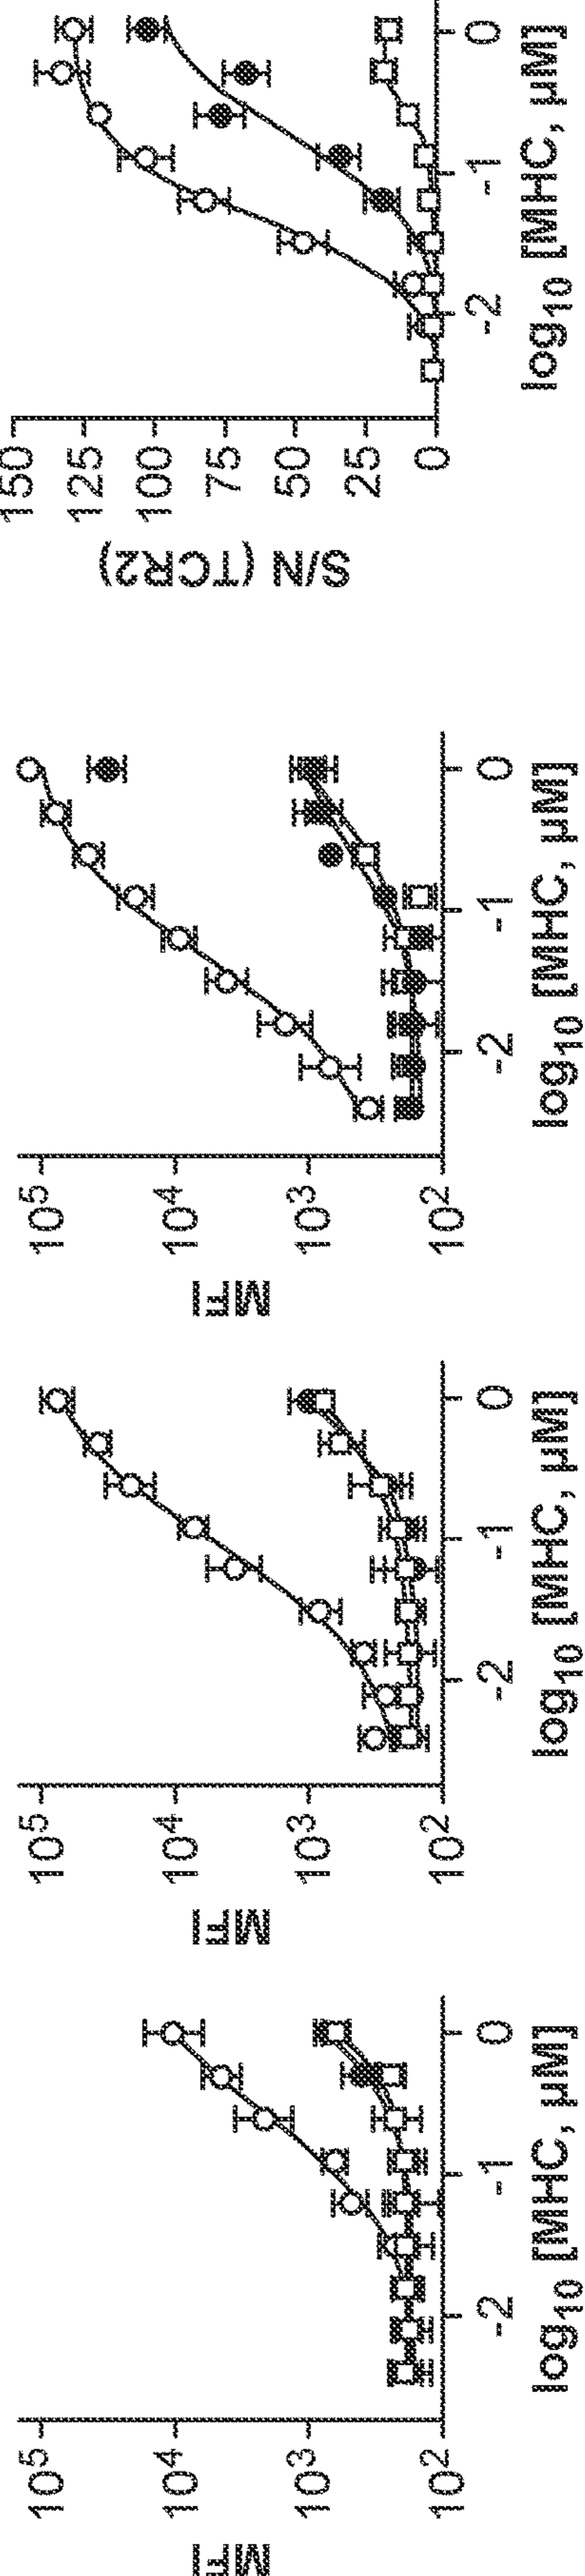 MFI
10⁵
10⁴
10³
10²
-2 -1 0
log₁₀ [MHC, µM]
MFI
10⁵
10⁴
10³
10²
-2 -1 0
log₁₀ [MHC, µM]
MFI
10⁵
10⁴
10³
10²
-2 -1 0
log₁₀ [MHC, µM]
S/N (TCR2)
150
125
100
75
50
25
0
-2 -1 0
log₁₀ [MHC, µM]